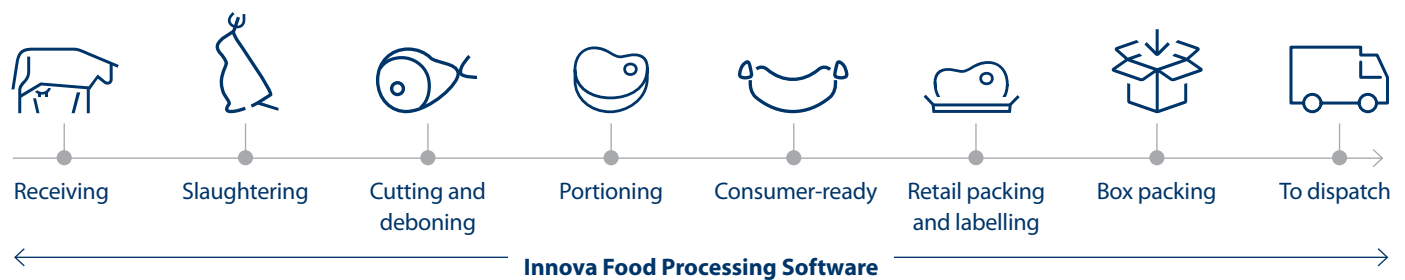 Receiving
Slaughtering
Cutting and
deboning
Portioning
Consumer-ready
Retail packing
and labelling
Box packing
To dispatch
Innova Food Processing Software